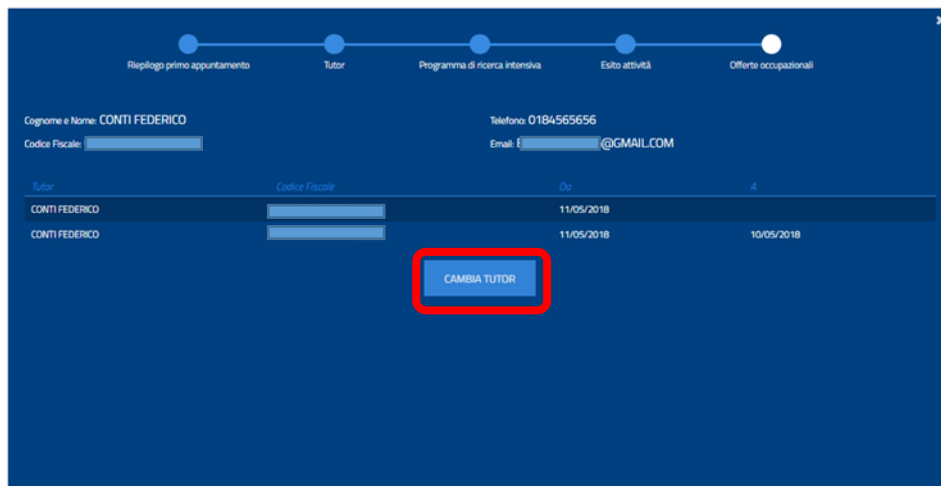 Riepilogo primo appuntamento Tutor Programma di ricerca intensiva Esito attività Offerte occupazionali
Cognome e Nome: CONTI FEDERICO Telefono: 0184565656
Codice Fiscale: Email: @GMAIL.COM
Tutor Codice Fiscale Da A
CONTI FEDERICO 11/05/2018
CONTI FEDERICO 11/05/2018 10/05/2018
CAMBIA TUTOR